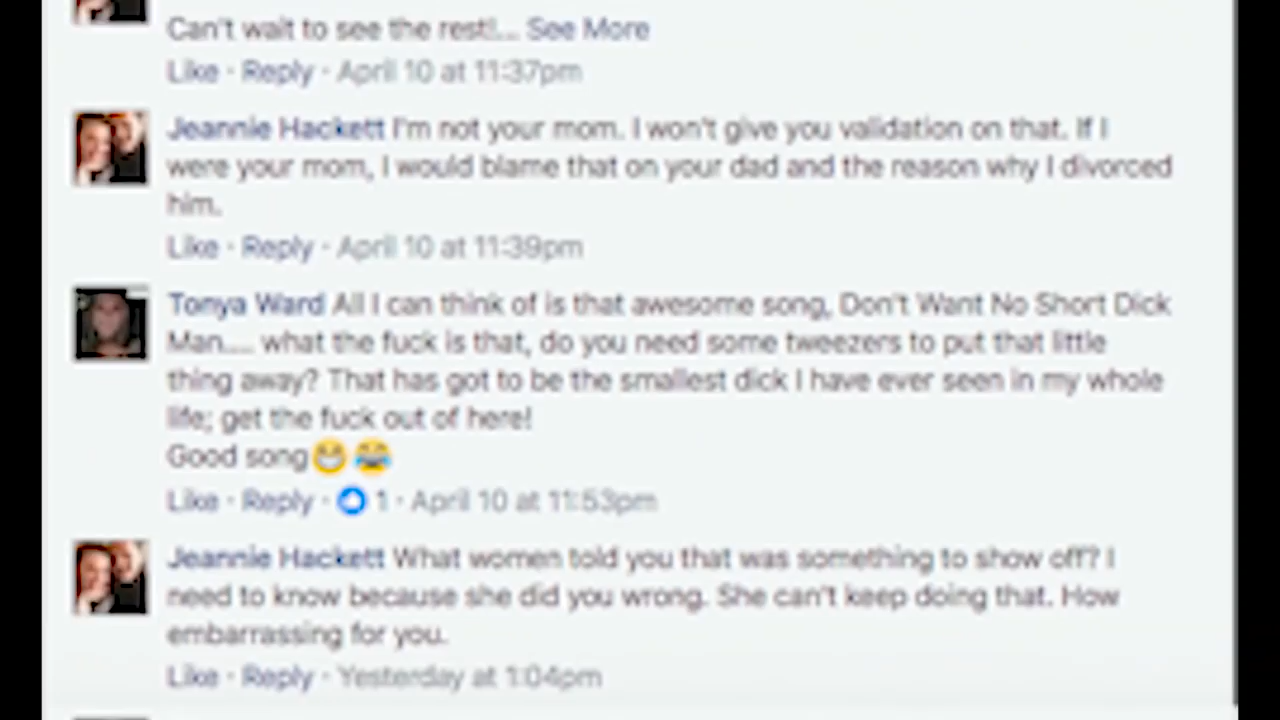 Can't wait to see the rest!... See More
Like · Reply · April 10 at 11:37pm
Jeannie Hackett I'm not your mom. I won't give you validation on that. If I
were your mom, I would blame that on your dad and the reason why I divorced
him.
Like · Reply · April 10 at 11:39pm
Tonya Ward All I can think of is that awesome song, Don't Want No Short Dick
Man.... what the fuck is that, do you need some tweezers to put that little
thing away? That has got to be the smallest dick I have ever seen in my whole
life; get the fuck out of here!
Good song😁😂
Like · Reply · 1 · April 10 at 11:53pm
Jeannie Hackett What women told you that was something to show off? I
need to know because she did you wrong. She can't keep doing that. How
embarrassing for you.
Like · Reply · Yesterday at 1:04pm